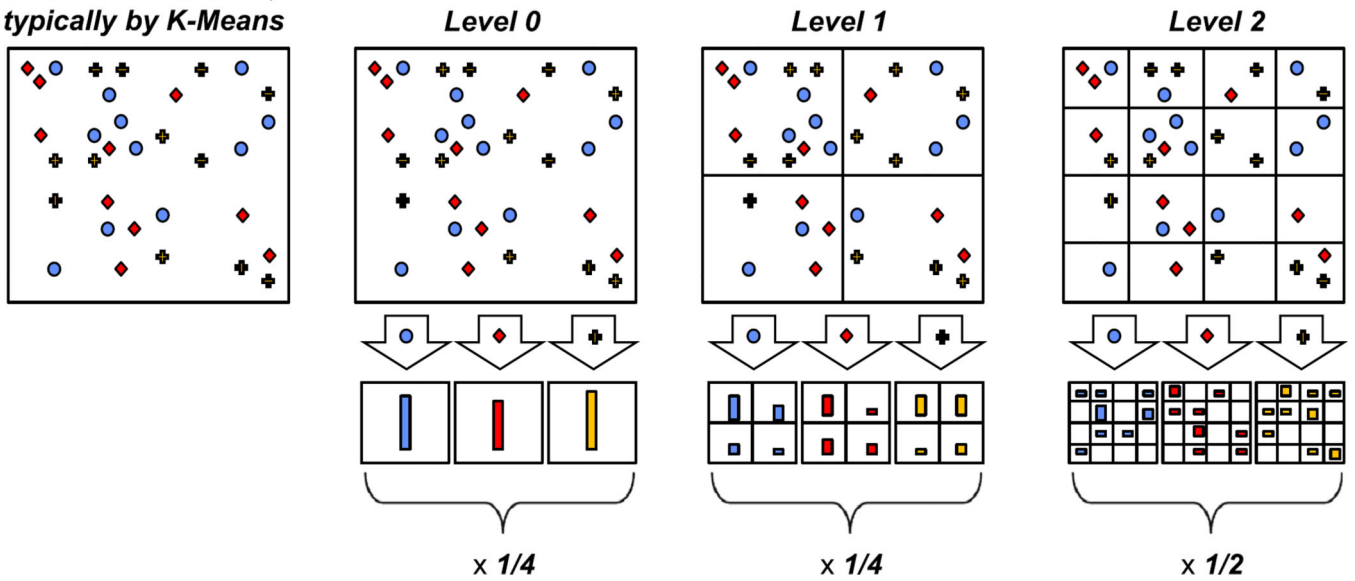 typically by K-Means
Level 0
Level 1
Level 2
x 1/4
x 1/4
x 1/2